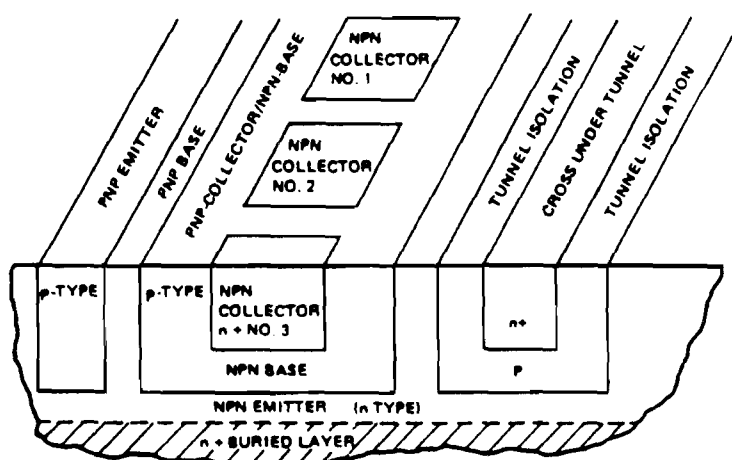 NPN
COLLECTOR
NO. 1
NPN
COLLECTOR
NO. 2
PNP EMITTER
PNP BASE
PNP-COLLECTOR/NPN-BASE
TUNNEL ISOLATION
CROSS UNDER TUNNEL
TUNNEL ISOLATION
p-TYPE
p-TYPE
NPN
COLLECTOR
n + NO. 3
n+
NPN BASE
P
NPN EMITTER (n TYPE)
n + BURIED LAYER